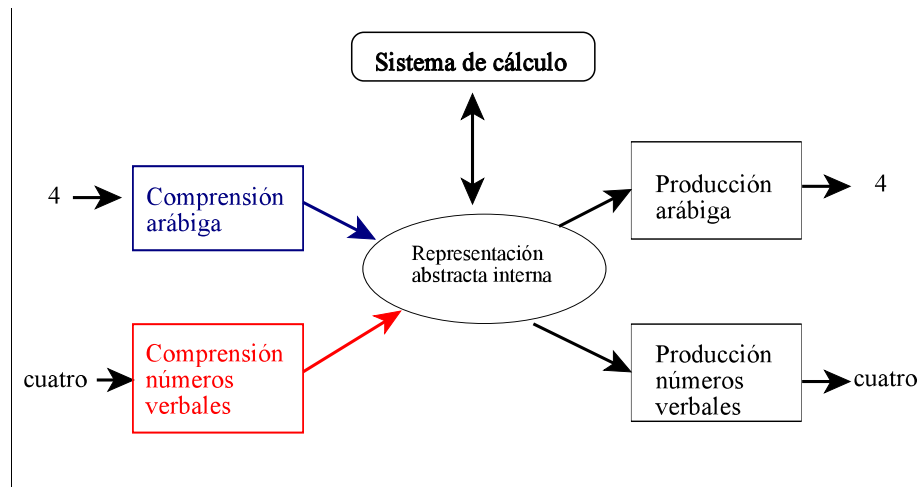 Sistema de cálculo
4
Comprensión
arábiga
Representación
abstracta interna
Producción
arábiga
4
cuatro
Comprensión
números
verbales
Producción
números
verbales
cuatro